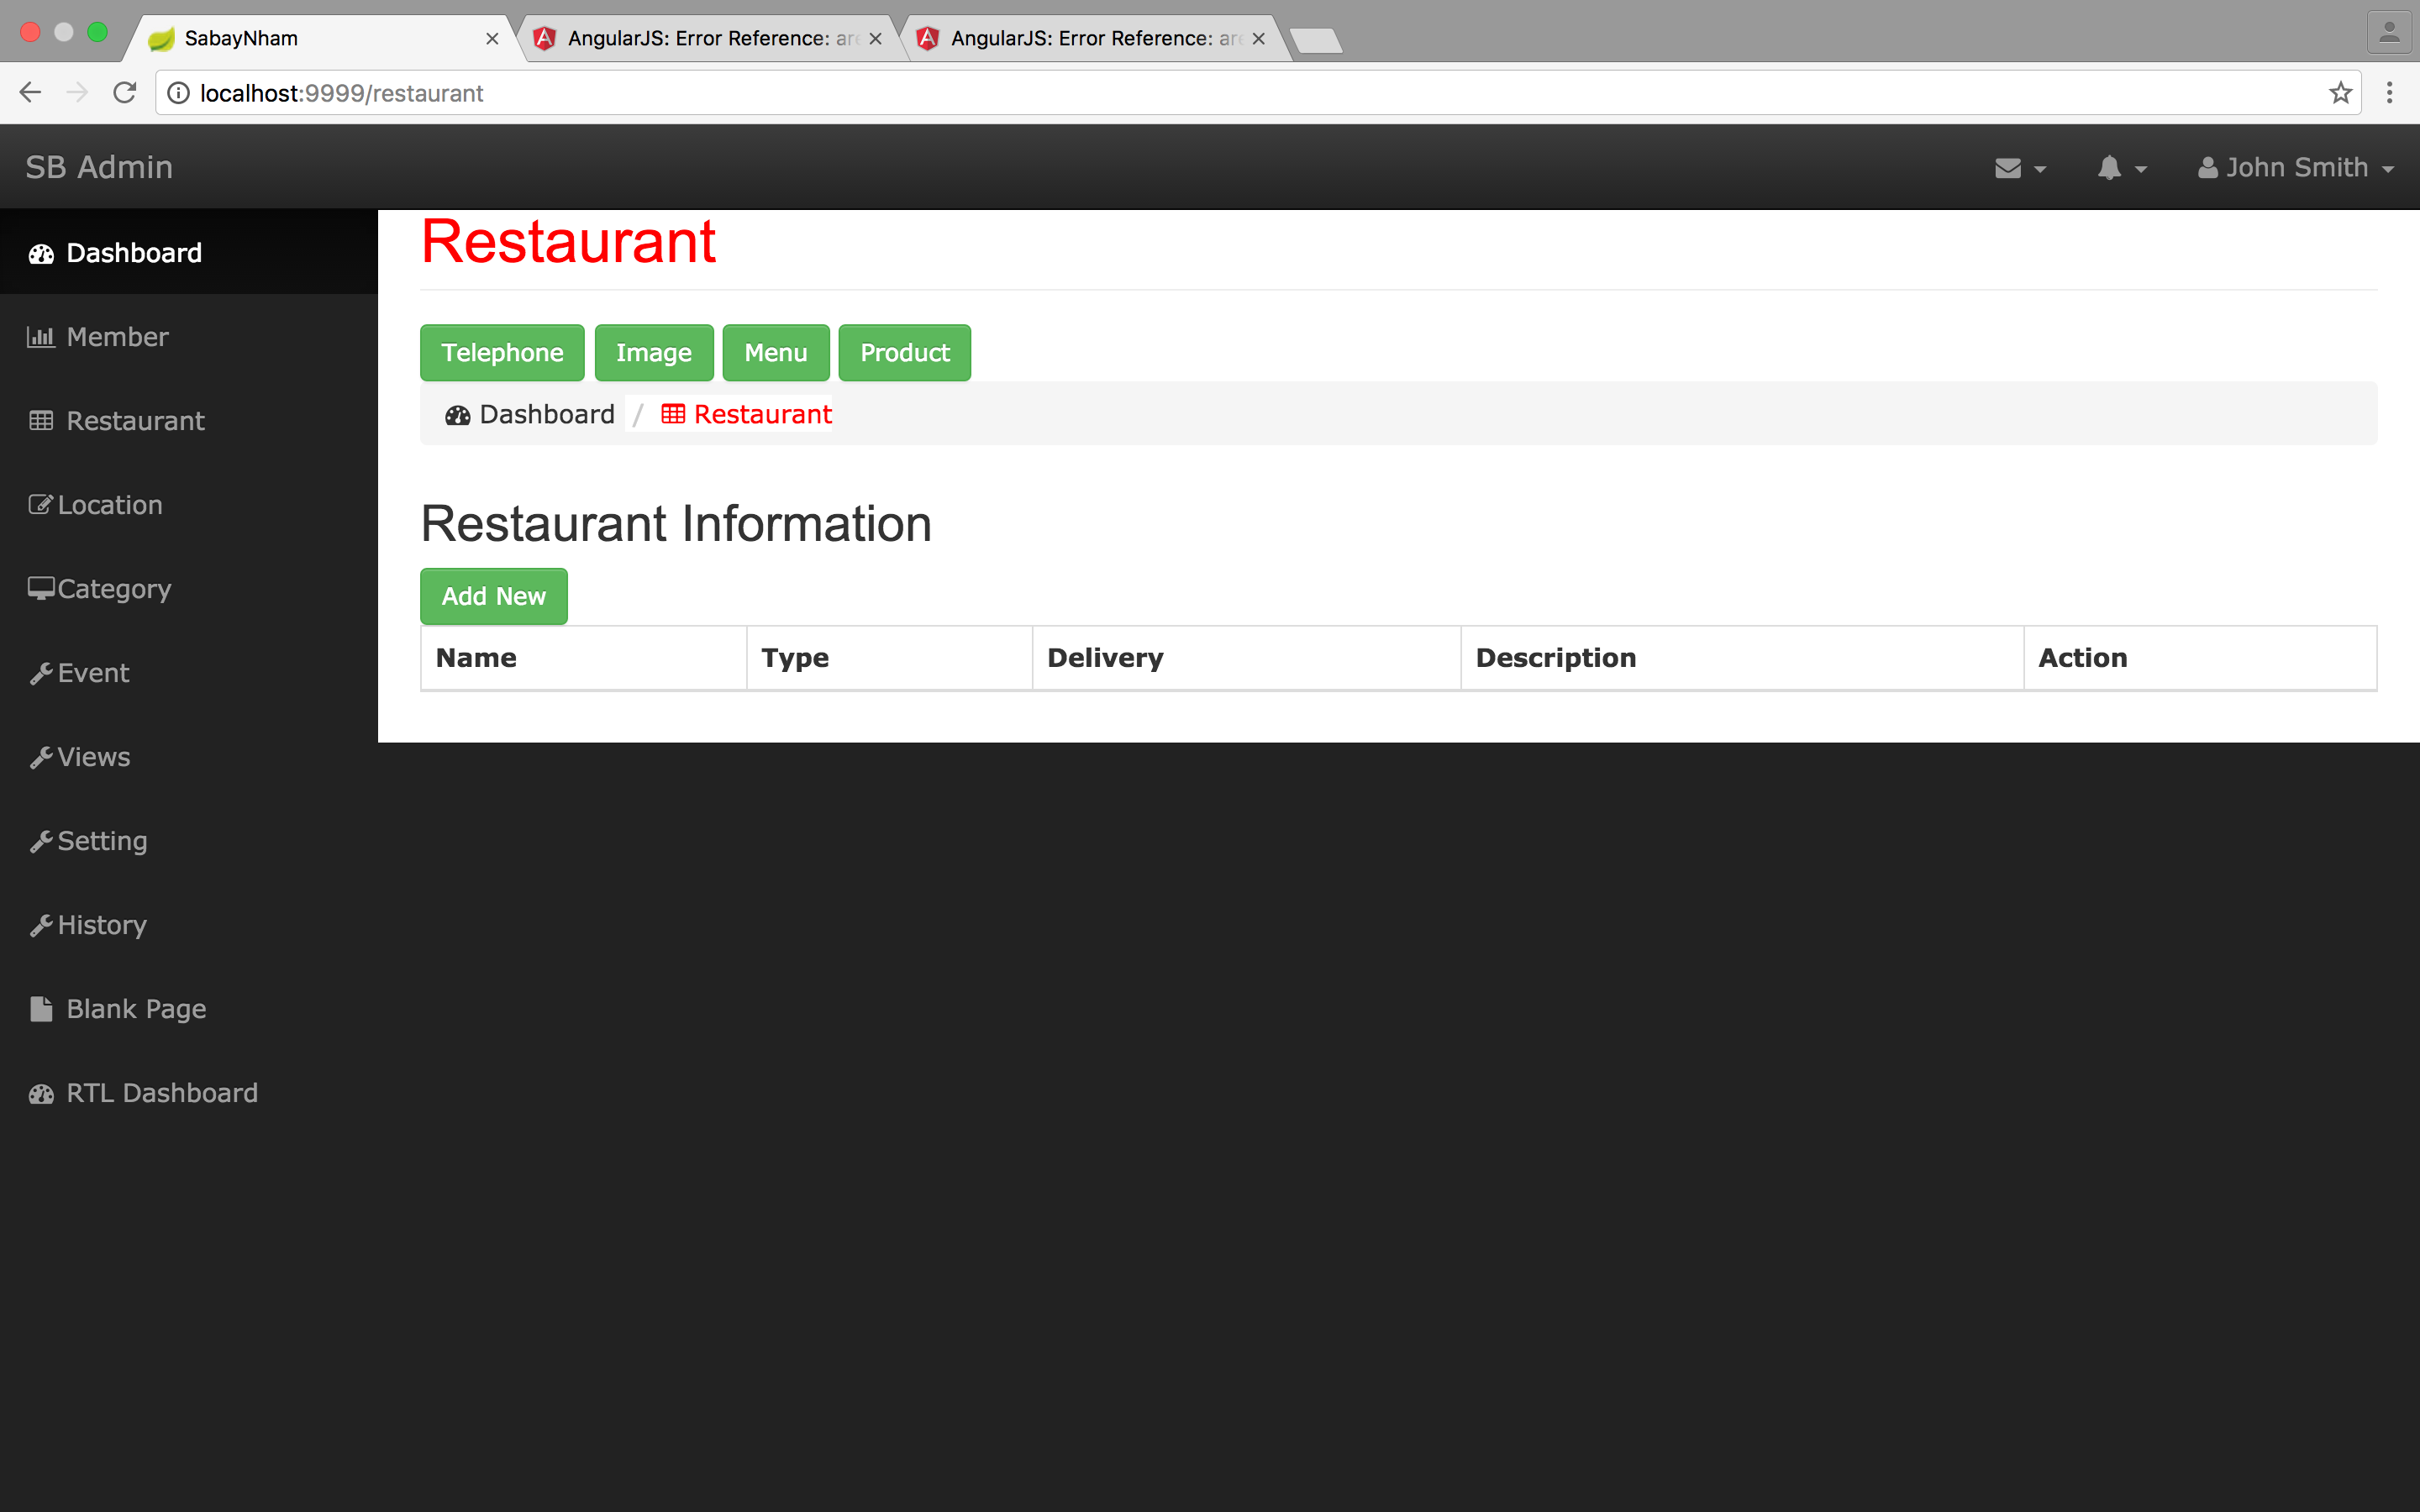 SabayNham
AngularJS: Error Reference: are
AngularJS: Error Reference: are
localhost:9999/restaurant
SB Admin
John Smith
Dashboard
Member
Restaurant
Location
Category
Event
Views
Setting
History
Blank Page
RTL Dashboard
Restaurant
Telephone Image Menu Product
Dashboard / Restaurant
Restaurant Information
Add New
Name Type Delivery Description Action